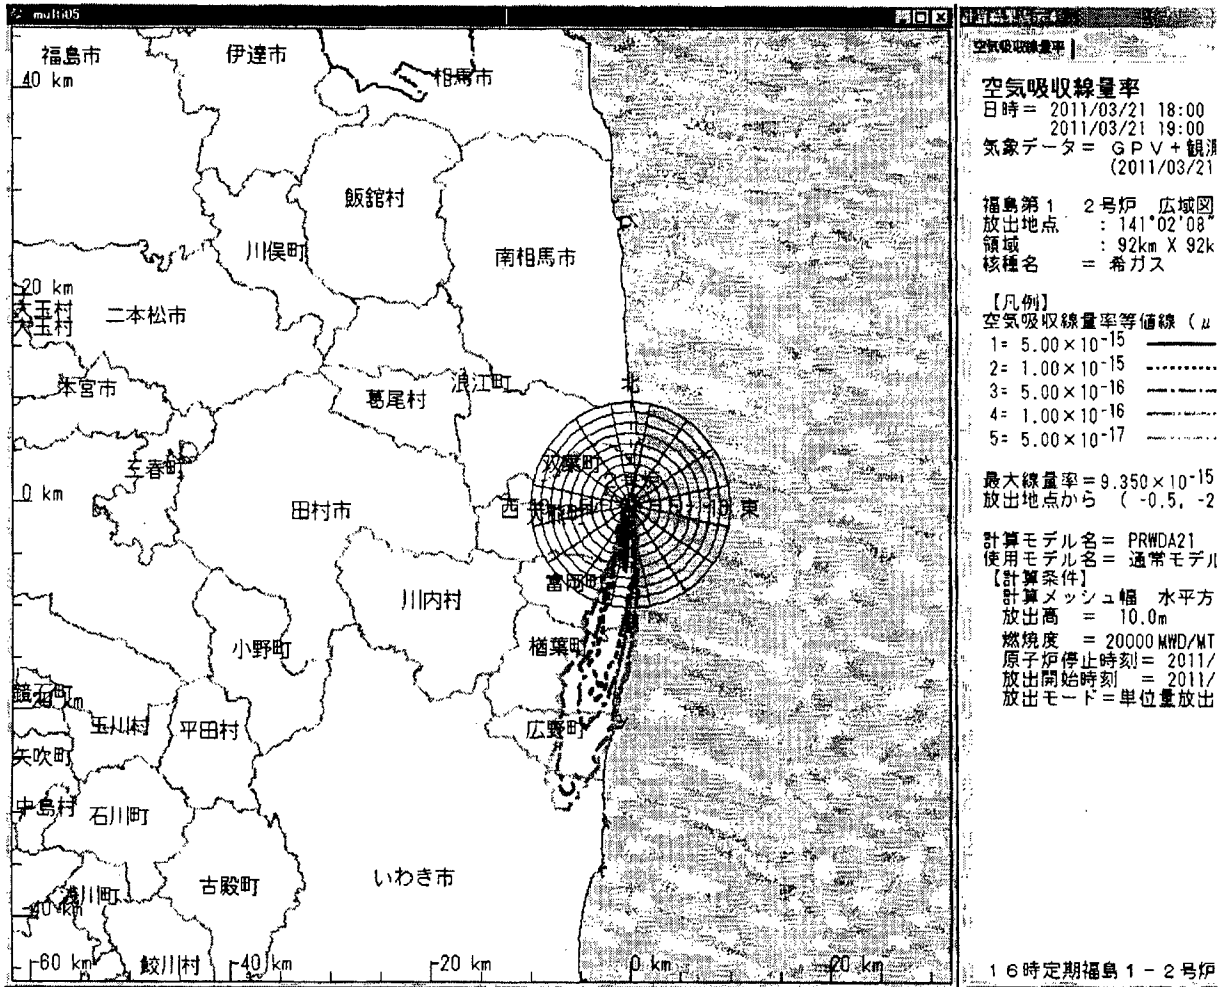 福島市
伊達市
40 km
相馬市
飯舘村
川俣町
南相馬市
20 km
大玉村
大玉村
二本松市
本宮市
浪江町
北
葛尾村
三春町
双葉町
0 km
田村市
西
東
富岡町
川内村
小野町
楢葉町
鏡石町
-20 km
玉川村
平田村
広野町
矢吹町
中島村
石川町
いわき市
古殿町
浅川町
-40 km
鮫川村
-60 km
-40 km
-20 km
0 km
20 km
空気吸収線量率
空気吸収線量率
日時= 2011/03/21 18:00
2011/03/21 19:00
気象データ= GPV+観測
(2011/03/21
福島第1 2号炉 広域図
放出地点 : 141°02'08"
領域 : 92km X 92k
核種名 = 希ガス
【凡例】
空気吸収線量率等値線 (μ
1= 5.00×10⁻¹⁵
2= 1.00×10⁻¹⁵
3= 5.00×10⁻¹⁶
4= 1.00×10⁻¹⁶
5= 5.00×10⁻¹⁷
最大線量率=9.350×10⁻¹⁵
放出地点から ( -0.5, -2
計算モデル名= PRWDA21
使用モデル名= 通常モデル
【計算条件】
計算メッシュ幅 水平方
放出高 = 10.0m
燃焼度 = 20000MWD/MT
原子炉停止時刻= 2011/
放出開始時刻 = 2011/
放出モード=単位量放出
16時定期福島1-2号炉